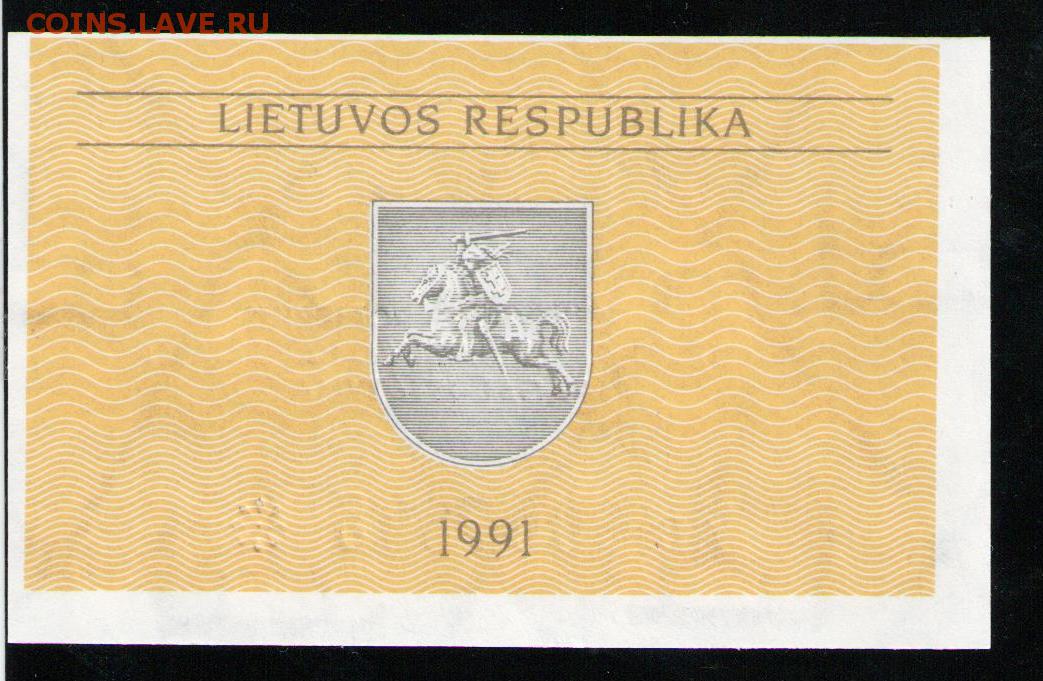 COINS.LAVE.RU
LIETUVOS RESPUBLIKA
1991